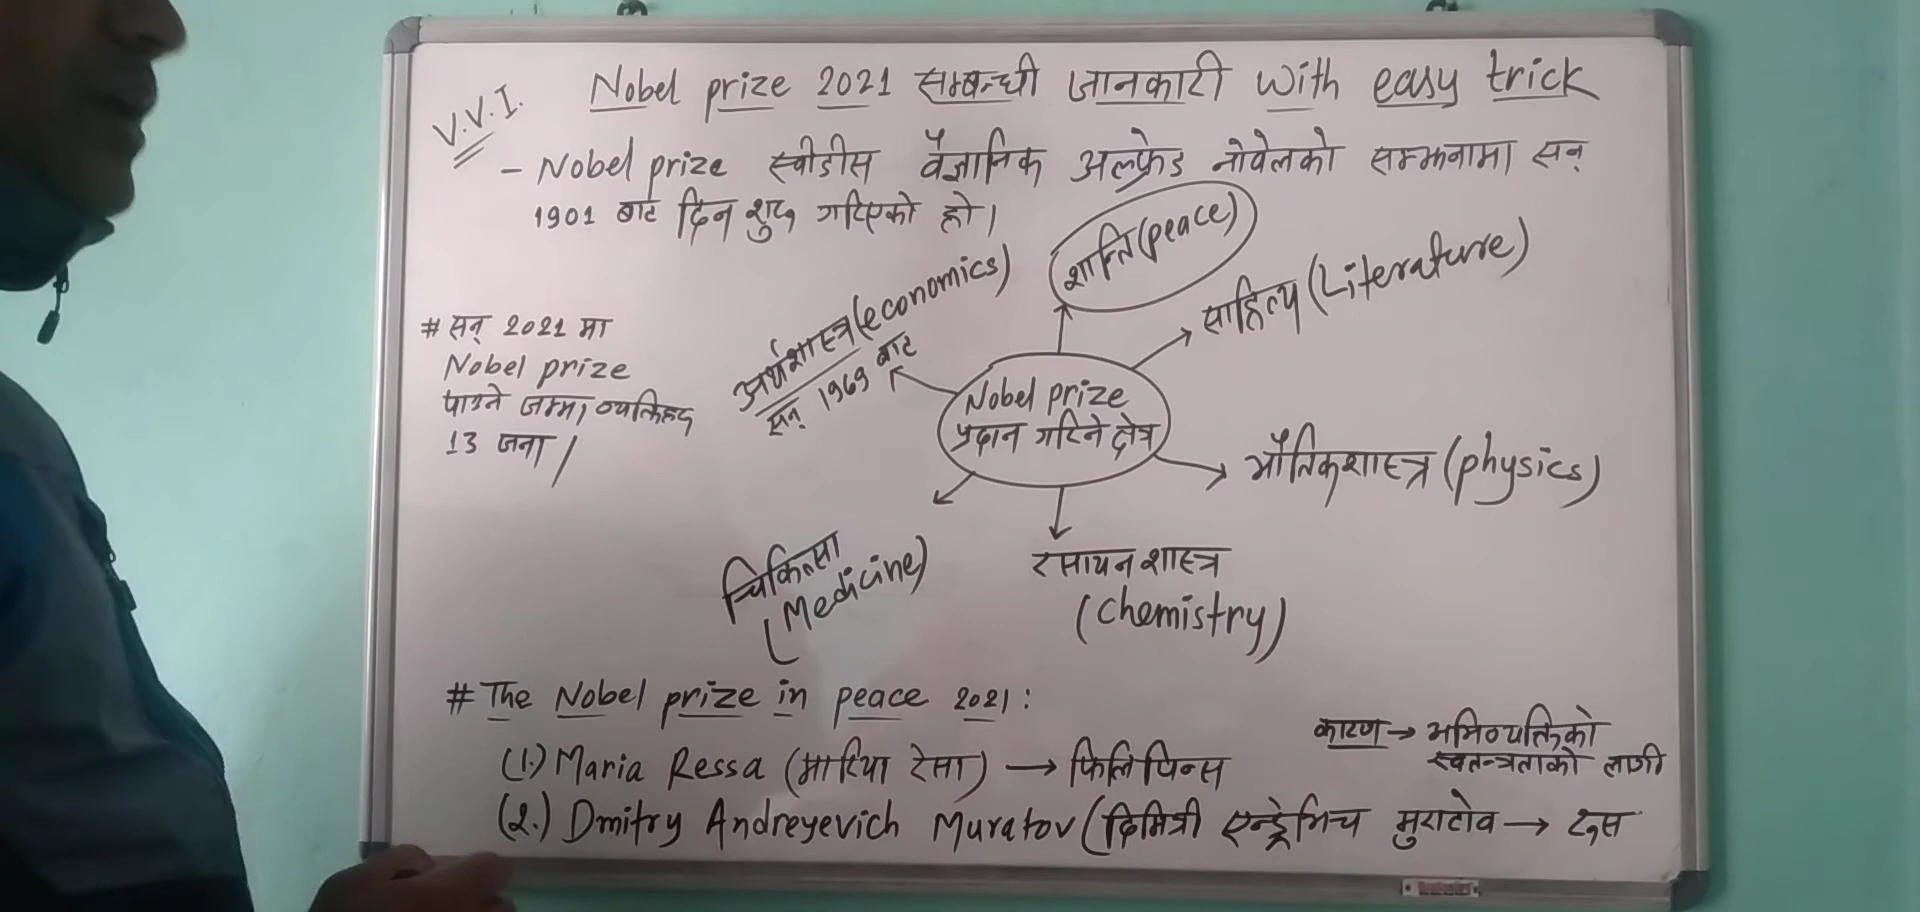 V.V.I.
Nobel prize 2021 सम्बन्धी जानकारी with easy trick
- Nobel prize स्वीडीस वैज्ञानिक अल्फ्रेड नोवेलको सम्झनामा सन्
1901 बाट दिन शुरु गरिएको हो।
शान्ति (peace)
साहित्य (Literature)
अर्थशास्त्र (economics)
सन् 1969 बाट
# सन् 2021 मा
Nobel prize
पाउने जम्मा व्यक्तिहरु
13 जना /
Nobel prize
प्रदान गरिने क्षेत्र
भौतिकशास्त्र (physics)
चिकित्सा
(Medicine)
रसायनशास्त्र
(chemistry)
# The Nobel prize in peace 2021:
कारण → अभिव्यक्तिको
स्वतन्त्रताको लागी
(1.) Maria Ressa (मारिया रेसा) → फिलिपिन्स
(2.) Dmitry Andreyevich Muratov (दिमित्री एन्ड्रेभिच मुराटोव → रुस